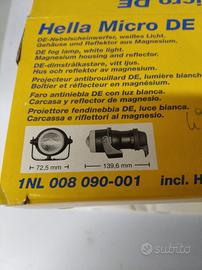 Micro DE
Hella Micro DE
DE-Nebelscheinwerfer, weißes Licht.
Gehäuse und Reflektor aus Magnesium.
DE fog lamp, white light.
Magnesium housing and reflector.
DE-dimstrålkastare, vitt ljus.
Hus och reflektor av magnesium.
Projecteur antibrouillard DE, lumière blanche
Boîtier et réflecteur en magnésium.
Faro antiniebla DE con luz blanca.
Carcasa y reflector de magnesio.
Proiettore fendinebbia DE, luce bianca.
Carcassa e riflettori al magnesio.
72,5 mm
139,6 mm
1NL 008 090-001 incl. H
subito